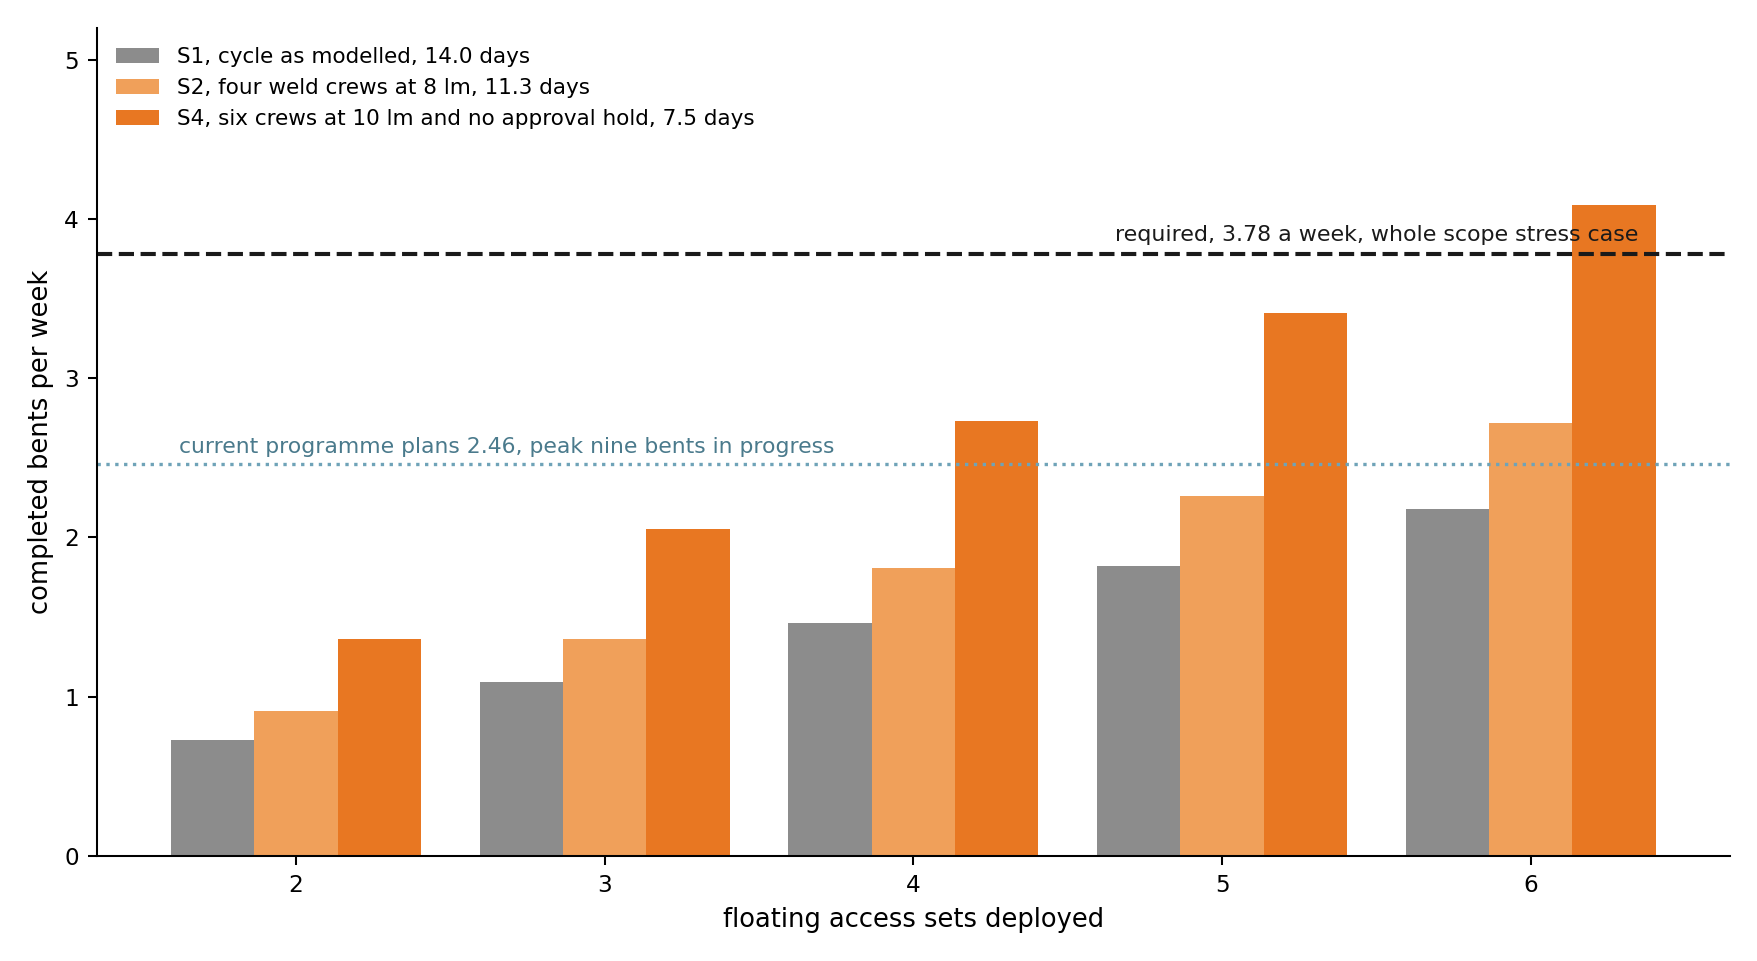 S1, cycle as modelled, 14.0 days
S2, four weld crews at 8 lm, 11.3 days
S4, six crews at 10 lm and no approval hold, 7.5 days
required, 3.78 a week, whole scope stress case
current programme plans 2.46, peak nine bents in progress
completed bents per week
5
4
3
2
1
0
2
3
4
5
6
floating access sets deployed